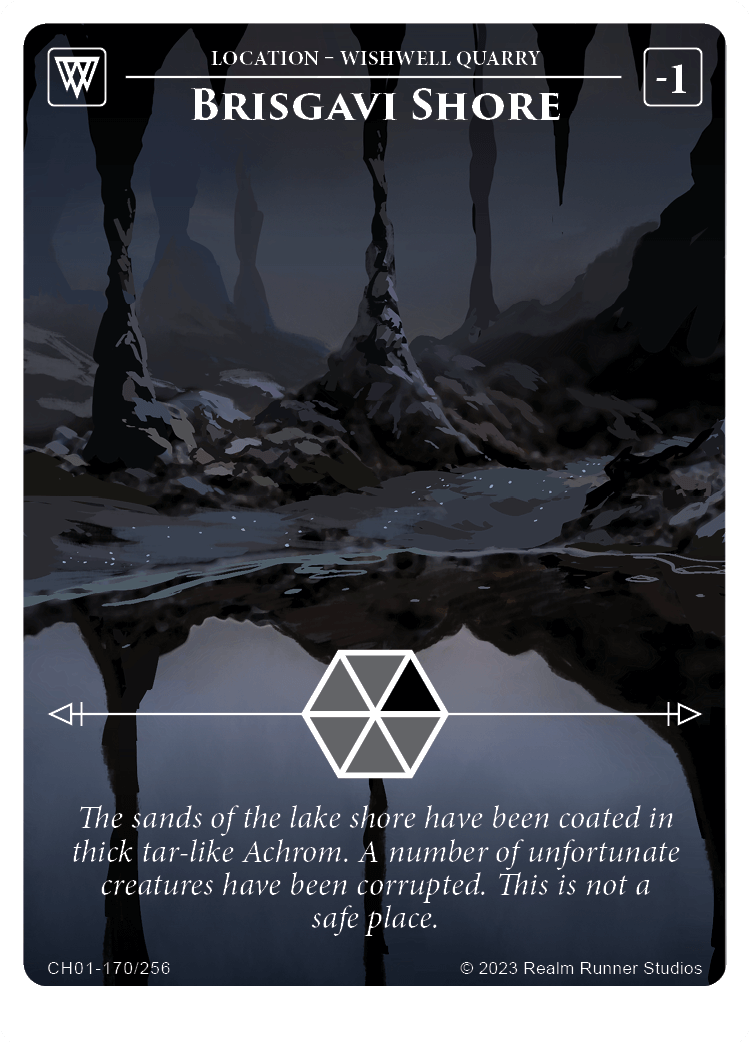 LOCATION – WISHWELL QUARRY
-1
BRISGAVI SHORE
The sands of the lake shore have been coated in
thick tar-like Achrom. A number of unfortunate
creatures have been corrupted. This is not a
safe place.
CH01-170/256
© 2023 Realm Runner Studios